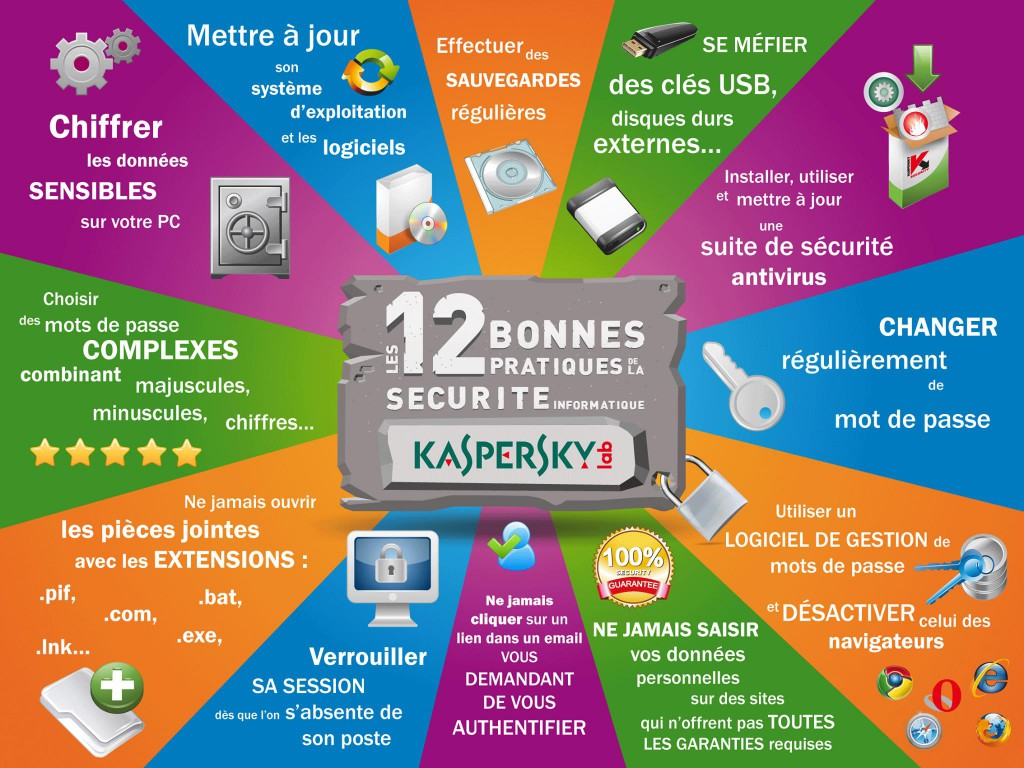 Chiffrer
les données
SENSIBLES
sur votre PC
Mettre à jour
son
système
d'exploitation
et les logiciels
Effectuer des
SAUVEGARDES
régulières
SE MÉFIER
des clés USB,
disques durs
externes...
Installer, utiliser
et mettre à jour
une
suite de sécurité
antivirus
Choisir
des mots de passe
COMPLEXES
combinant majuscules,
minuscules, chiffres...
LES 12 BONNES
PRATIQUES DE LA
SECURITE INFORMATIQUE
KASPERSKY lab
CHANGER
régulièrement
de
mot de passe
Ne jamais ouvrir
les pièces jointes
avec les EXTENSIONS :
.pif, .com, .bat,
.lnk... .exe,
Verrouiller
SA SESSION
dès que l'on s'absente de
son poste
Ne jamais
cliquer sur un
lien dans un email
VOUS
DEMANDANT
DE VOUS
AUTHENTIFIER
100%
SECURITY
GUARANTEE
NE JAMAIS SAISIR
vos données
personnelles
sur des sites
qui n'offrent pas TOUTES
LES GARANTIES requises
Utiliser un
LOGICIEL DE GESTION de
mots de passe
et DÉSACTIVER celui des
navigateurs